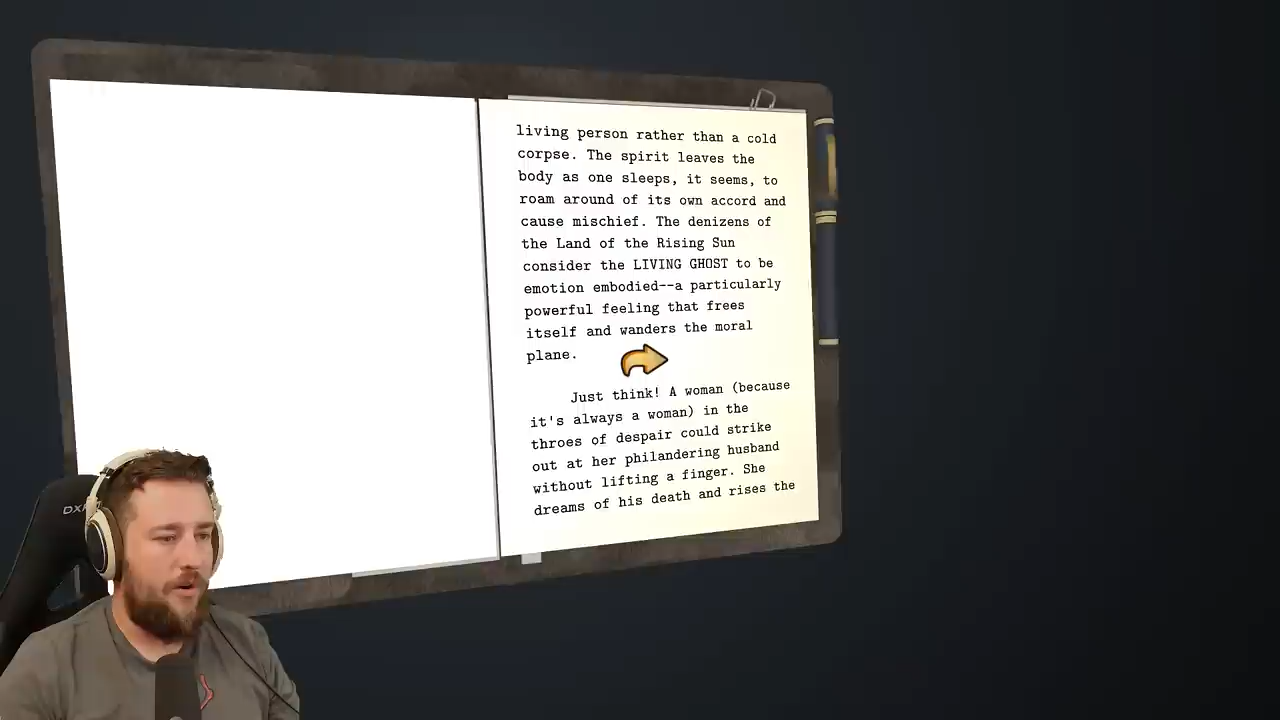 living person rather than a cold
corpse. The spirit leaves the
body as one sleeps, it seems, to
roam around of its own accord and
cause mischief. The denizens of
the Land of the Rising Sun
consider the LIVING GHOST to be
emotion embodied--a particularly
powerful feeling that frees
itself and wanders the moral
plane.
Just think! A woman (because
it's always a woman) in the
throes of despair could strike
out at her philandering husband
without lifting a finger. She
dreams of his death and rises the